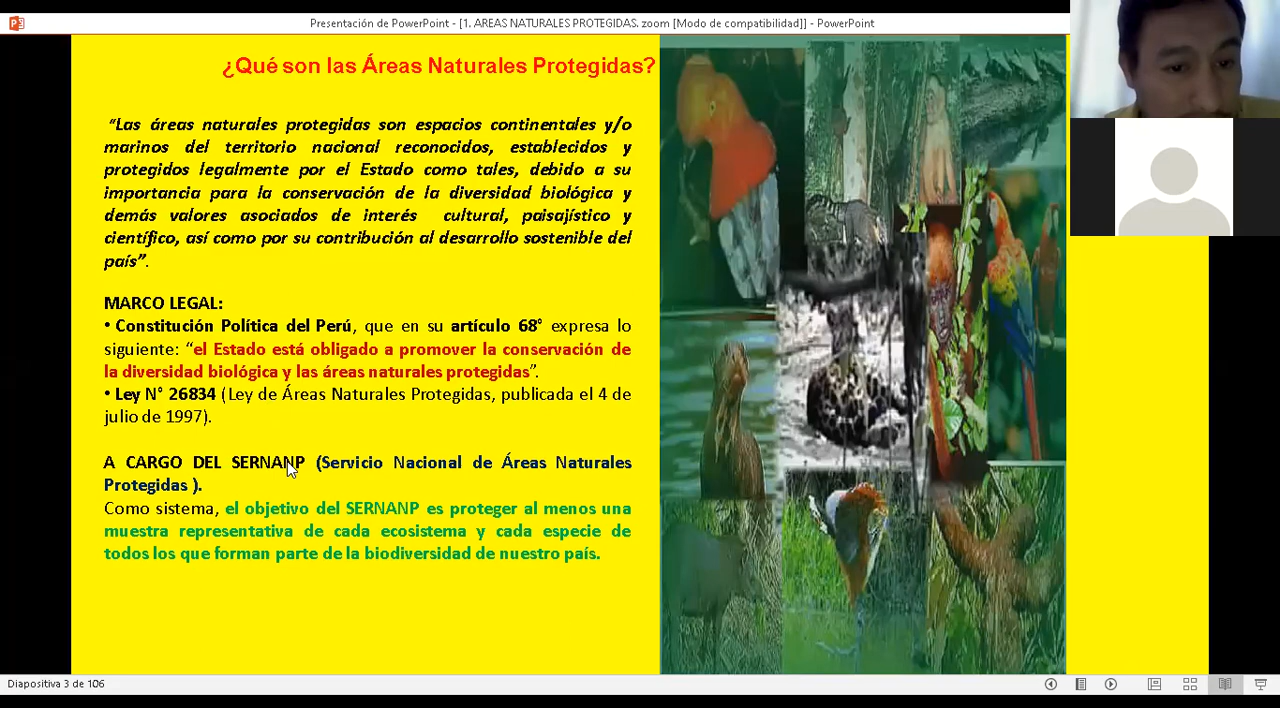 Presentación de PowerPoint - [1. AREAS NATURALES PROTEGIDAS. zoom [Modo de compatibilidad]] - PowerPoint
¿Qué son las Áreas Naturales Protegidas?
“Las áreas naturales protegidas son espacios continentales y/o
marinos del territorio nacional reconocidos, establecidos y
protegidos legalmente por el Estado como tales, debido a su
importancia para la conservación de la diversidad biológica y
demás valores asociados de interés cultural, paisajístico y
científico, así como por su contribución al desarrollo sostenible del
país”.
MARCO LEGAL:
• Constitución Política del Perú, que en su artículo 68° expresa lo
siguiente: “el Estado está obligado a promover la conservación de
la diversidad biológica y las áreas naturales protegidas”.
• Ley N° 26834 (Ley de Áreas Naturales Protegidas, publicada el 4 de
julio de 1997).
A CARGO DEL SERNANP (Servicio Nacional de Áreas Naturales
Protegidas ).
Como sistema, el objetivo del SERNANP es proteger al menos una
muestra representativa de cada ecosistema y cada especie de
todos los que forman parte de la biodiversidad de nuestro país.
Diapositiva 3 de 106